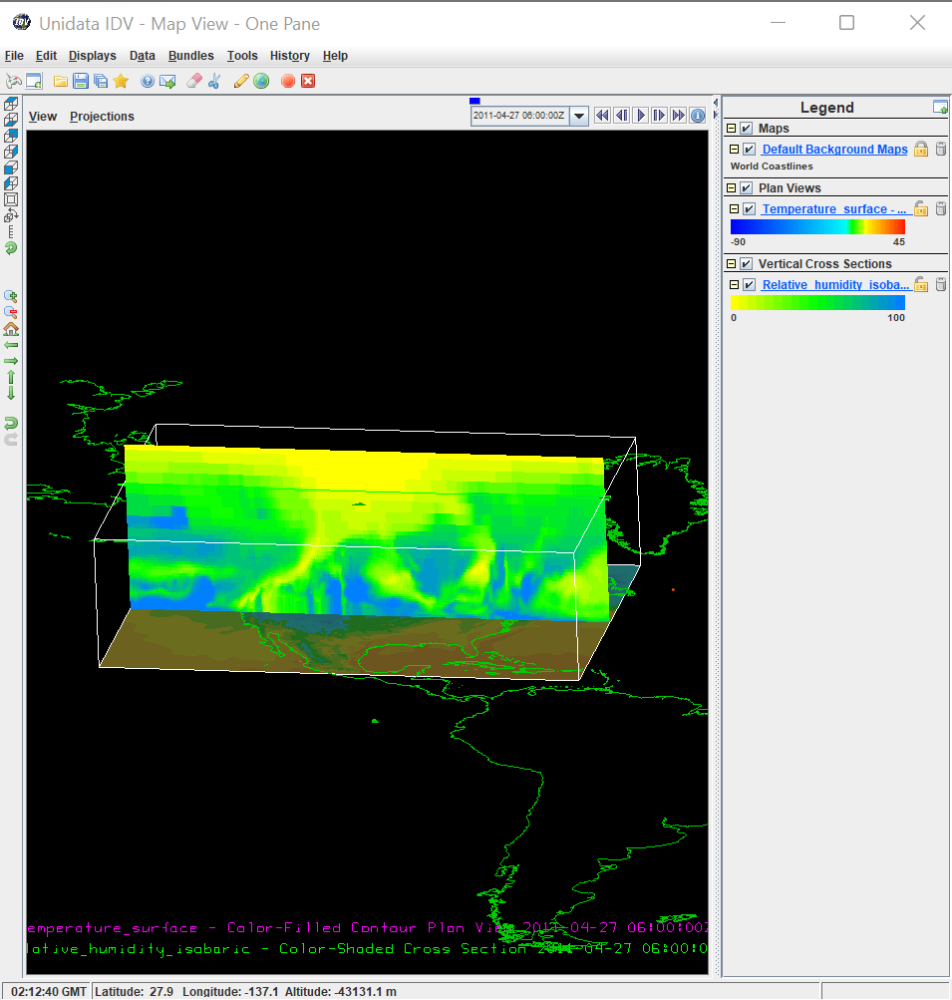 Unidata IDV - Map View - One Pane
File Edit Displays Data Bundles Tools History Help
View Projections
2011-04-27 06:00:00Z
Legend
Maps
Default Background Maps
World Coastlines
Plan Views
Temperature_surface - ...
-90 45
Vertical Cross Sections
Relative_humidity_isoba...
0 100
emperature_surface - Color-Filled Contour Plan View 2011-04-27 06:00:00Z
lative_humidity_isobaric - Color-Shaded Cross Section 2011-04-27 06:00:0
02:12:40 GMT Latitude: 27.9 Longitude: -137.1 Altitude: -43131.1 m